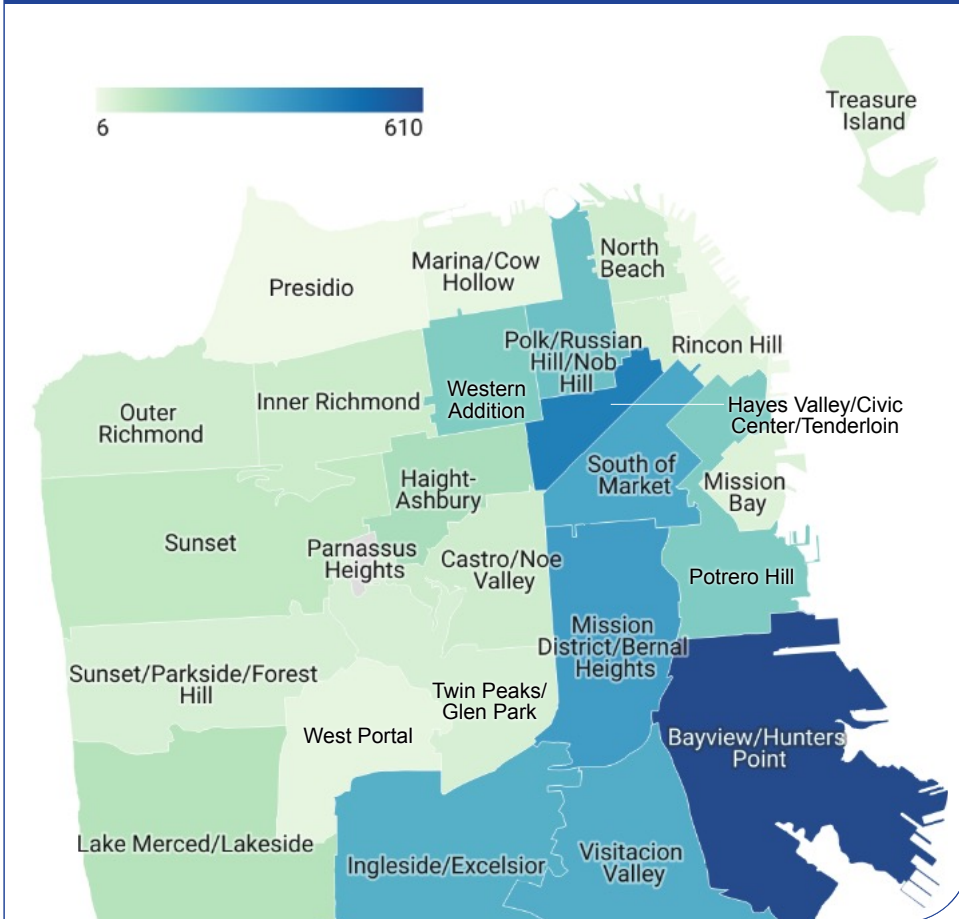 6
610
Treasure
Island
North
Beach
Marina/Cow
Hollow
Presidio
Polk/Russian
Hill/Nob
Hill
Rincon Hill
Western
Addition
Inner Richmond
Outer
Richmond
Hayes Valley/Civic
Center/Tenderloin
South of
Market
Haight-
Ashbury
Mission
Bay
Sunset
Parnassus
Heights
Castro/Noe
Valley
Potrero Hill
Mission
District/Bernal
Heights
Sunset/Parkside/Forest
Hill
Twin Peaks/
Glen Park
West Portal
Bayview/Hunters
Point
Lake Merced/Lakeside
Ingleside/Excelsior
Visitacion
Valley